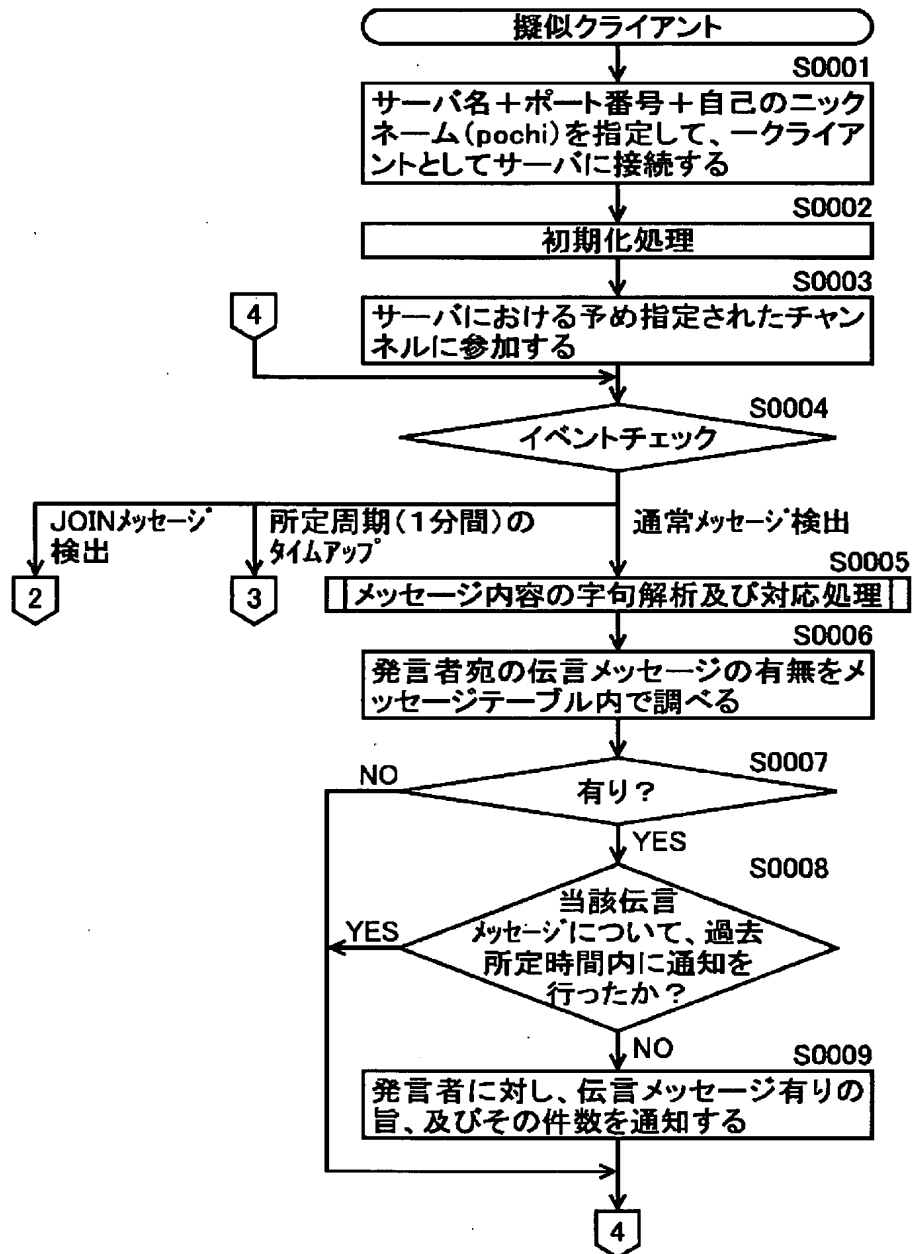 擬似クライアント
S0001
サーバ名+ポート番号+自己のニック
ネーム(pochi)を指定して、一クライア
ントとしてサーバに接続する
S0002
初期化処理
S0003
4
サーバにおける予め指定されたチャン
ネルに参加する
S0004
イベントチェック
JOINメッセージ
検出
所定周期(1分間)の
タイムアップ
通常メッセージ検出
2
3
S0005
メッセージ内容の字句解析及び対応処理
S0006
発言者宛の伝言メッセージの有無をメ
ッセージテーブル内で調べる
S0007
NO
有り?
YES
S0008
当該伝言
メッセージについて、過去
所定時間内に通知を
行ったか?
YES
NO
S0009
発言者に対し、伝言メッセージ有りの
旨、及びその件数を通知する
4